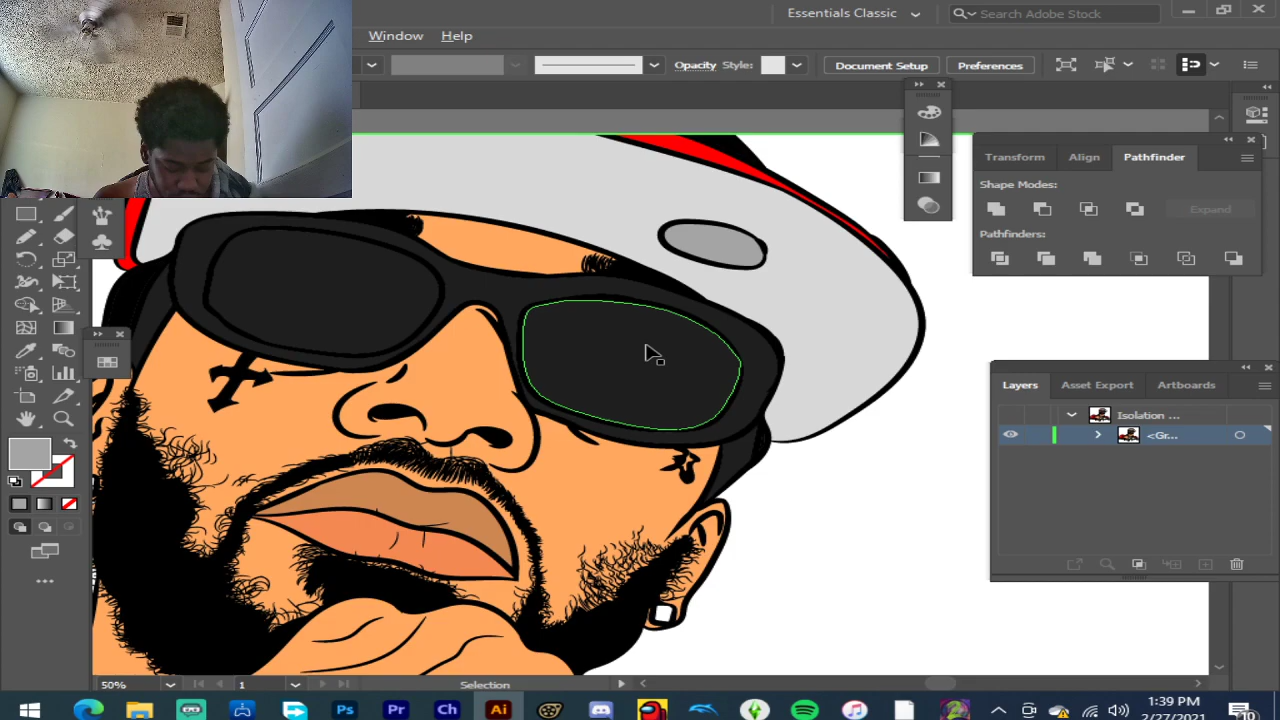 Essentials Classic
Search Adobe Stock
Window
Help
Opacity
Style:
Document Setup
Preferences
Transform
Align
Pathfinder
Shape Modes:
Expand
Pathfinders:
Layers
Asset Export
Artboards
Isolation ...
<Gr...
50%
1
Selection
Ps
Pr
Ch
Ai
1:39 PM
2/27/2021